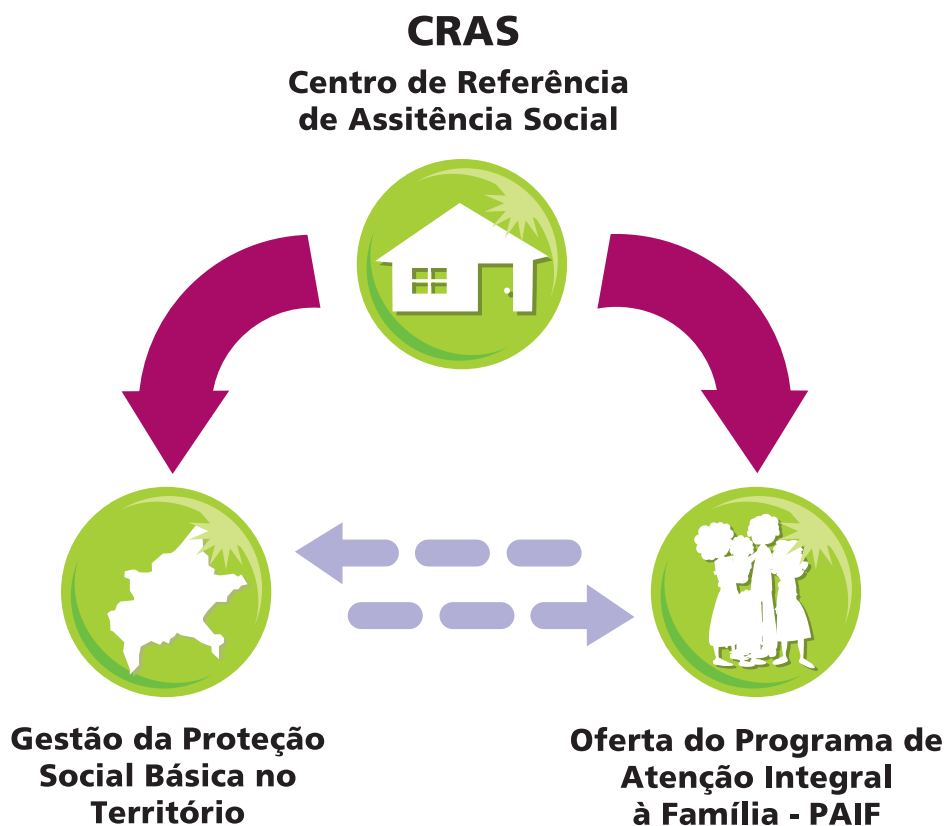 CRAS
Centro de Referência
de Assitência Social
Gestão da Proteção
Social Básica no
Território
Oferta do Programa de
Atenção Integral
à Família - PAIF